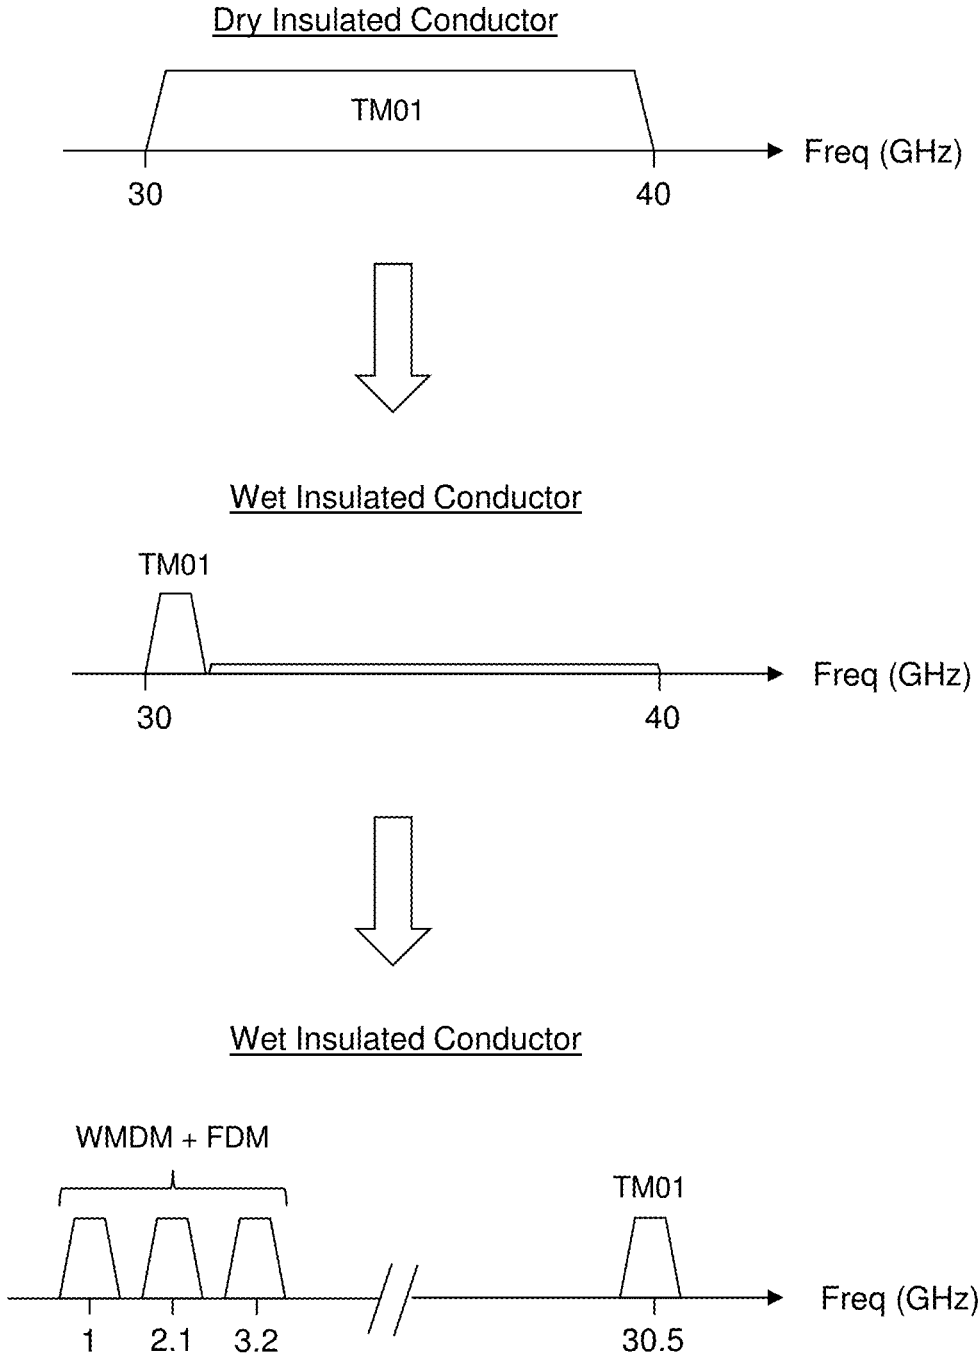 Dry Insulated Conductor
TM01
Freq (GHz)
30
40
Wet Insulated Conductor
TM01
Freq (GHz)
30
40
Wet Insulated Conductor
WMDM + FDM
TM01
Freq (GHz)
1
2.1
3.2
30.5